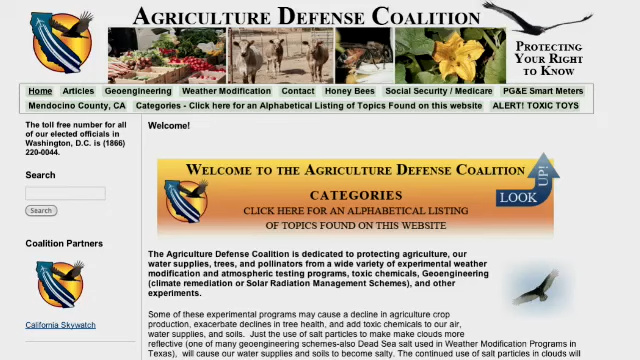 AGRICULTURE DEFENSE COALITION
PROTECTING
YOUR RIGHT
TO KNOW
Home Articles Geoengineering Weather Modification Contact Honey Bees Social Security / Medicare PG&E Smart Meters
Mendocino County, CA Categories - Click here for an Alphabetical Listing of Topics Found on this website ALERT! TOXIC TOYS
The toll free number for all
of our elected officials in
Washington, D.C. is (1866)
220-0044.
Search
Search
Coalition Partners
California Skywatch
Welcome!
WELCOME TO THE AGRICULTURE DEFENSE COALITION
CATEGORIES
CLICK HERE FOR AN ALPHABETICAL LISTING
OF TOPICS FOUND ON THIS WEBSITE
LOOK UP!
The Agriculture Defense Coalition is dedicated to protecting agriculture, our
water supplies, trees, and pollinators from a wide variety of experimental weather
modification and atmospheric testing programs, toxic chemicals, Geoengineering
(climate remediation or Solar Radiation Management Schemes), and other
experiments.
Some of these experimental programs may cause a decline in agriculture crop
production, exacerbate declines in tree health, and add toxic chemicals to our air,
water supplies, and soils. Just the use of salt particles to make make clouds more
reflective (one of many geoengineering schemes-also Dead Sea salt used in Weather Modification Programs in
Texas), will cause our water supplies and soils to become salty. The continued use of salt particles in clouds will